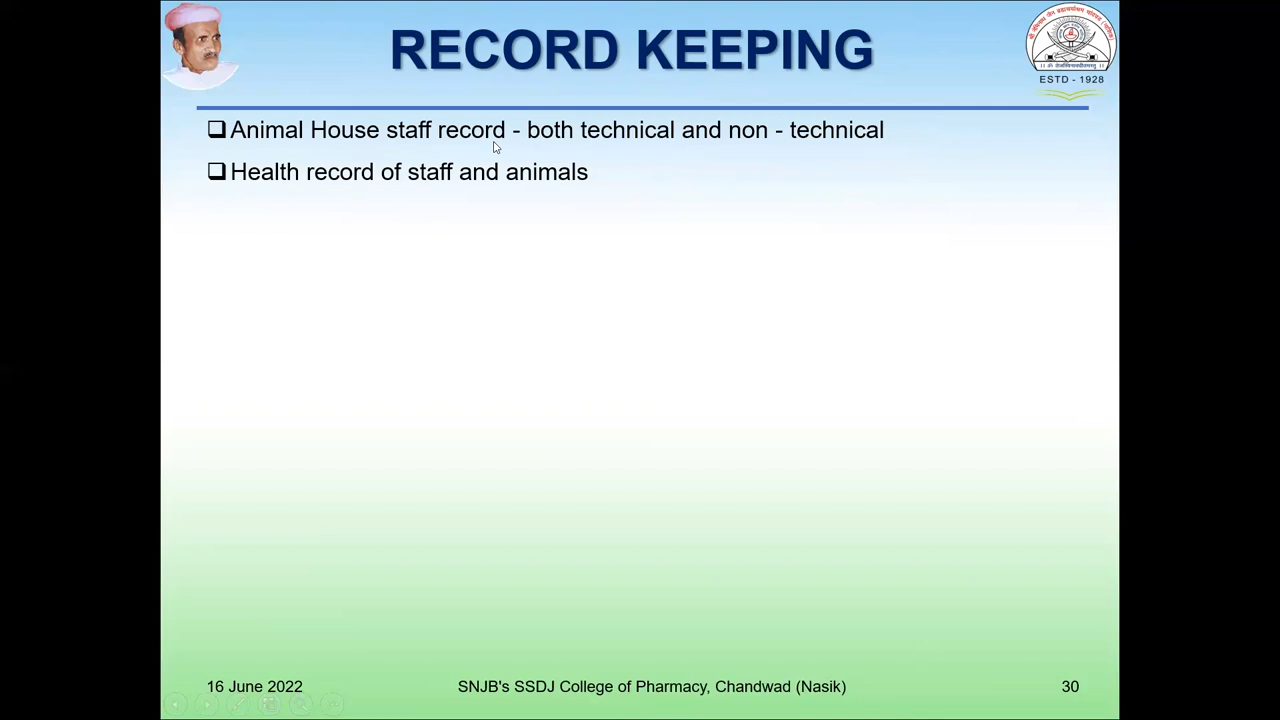 RECORD KEEPING
ESTD - 1928
Animal House staff record - both technical and non - technical
Health record of staff and animals
16 June 2022
SNJB's SSDJ College of Pharmacy, Chandwad (Nasik)
30